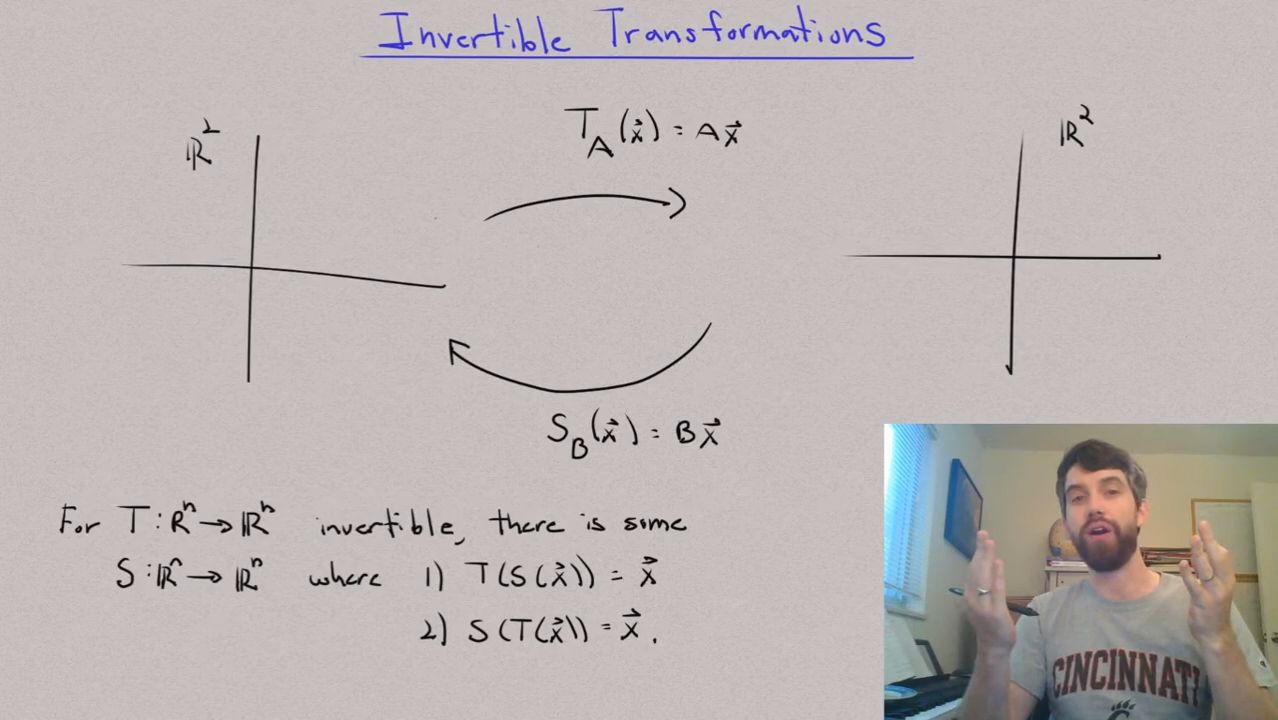 Invertible Transformations
ℝ²
T_A(x⃗) = Ax⃗
ℝ²
S_B(x⃗) = Bx⃗
For T : ℝⁿ → ℝⁿ invertible, there is some
S : ℝⁿ → ℝⁿ where 1) T(S(x⃗)) = x⃗
2) S(T(x⃗)) = x⃗.
CINCINNATI
C